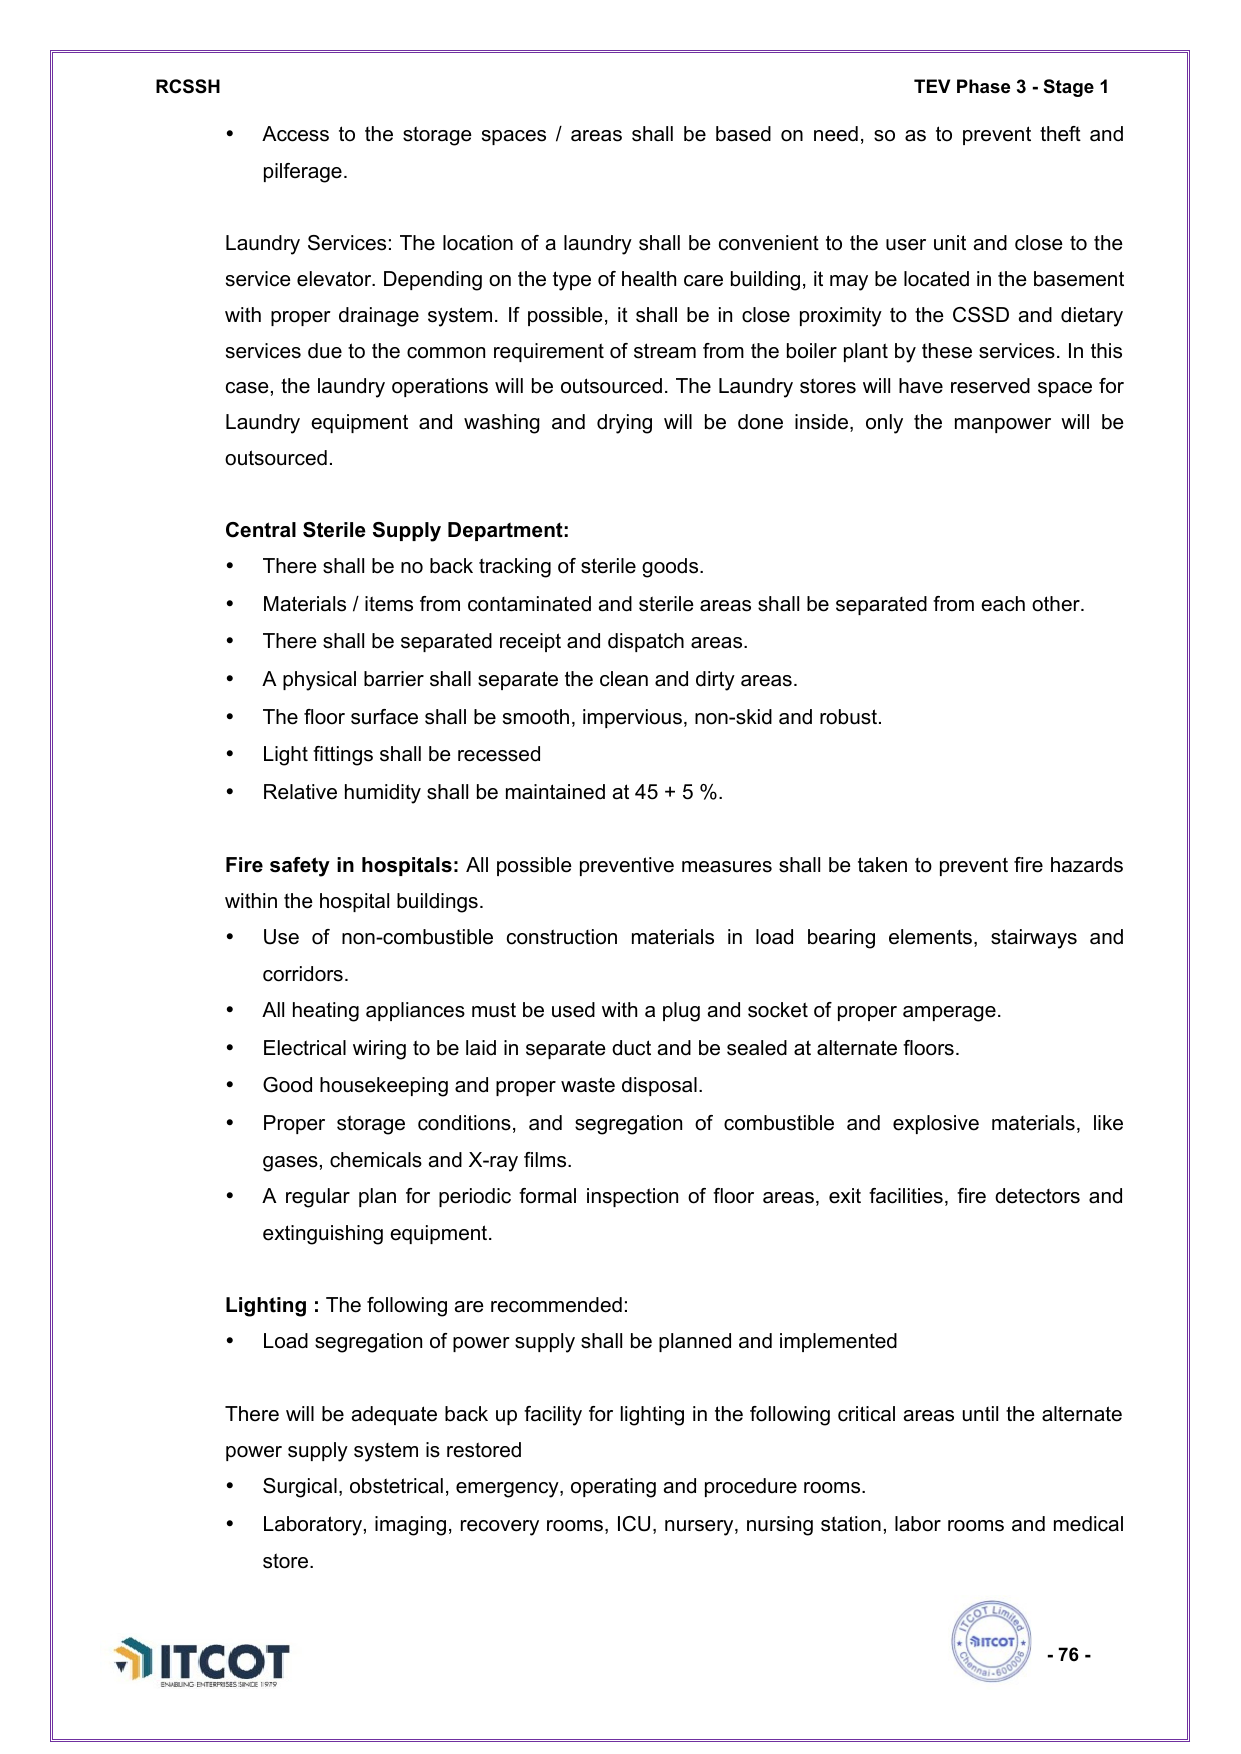 RCSSH TEV Phase 3 - Stage 1
• Access to the storage spaces / areas shall be based on need, so as to prevent theft and
pilferage.
Laundry Services: The location of a laundry shall be convenient to the user unit and close to the
service elevator. Depending on the type of health care building, it may be located in the basement
with proper drainage system. If possible, it shall be in close proximity to the CSSD and dietary
services due to the common requirement of stream from the boiler plant by these services. In this
case, the laundry operations will be outsourced. The Laundry stores will have reserved space for
Laundry equipment and washing and drying will be done inside, only the manpower will be
outsourced.
Central Sterile Supply Department:
• There shall be no back tracking of sterile goods.
• Materials / items from contaminated and sterile areas shall be separated from each other.
• There shall be separated receipt and dispatch areas.
• A physical barrier shall separate the clean and dirty areas.
• The floor surface shall be smooth, impervious, non-skid and robust.
• Light fittings shall be recessed
• Relative humidity shall be maintained at 45 + 5 %.
Fire safety in hospitals: All possible preventive measures shall be taken to prevent fire hazards
within the hospital buildings.
• Use of non-combustible construction materials in load bearing elements, stairways and
corridors.
• All heating appliances must be used with a plug and socket of proper amperage.
• Electrical wiring to be laid in separate duct and be sealed at alternate floors.
• Good housekeeping and proper waste disposal.
• Proper storage conditions, and segregation of combustible and explosive materials, like
gases, chemicals and X-ray films.
• A regular plan for periodic formal inspection of floor areas, exit facilities, fire detectors and
extinguishing equipment.
Lighting : The following are recommended:
• Load segregation of power supply shall be planned and implemented
There will be adequate back up facility for lighting in the following critical areas until the alternate
power supply system is restored
• Surgical, obstetrical, emergency, operating and procedure rooms.
• Laboratory, imaging, recovery rooms, ICU, nursery, nursing station, labor rooms and medical
store.
ITCOT
ENABLING ENTERPRISES SINCE 1979
ITCOT Limited
ITCOT
Chennai-600006
- 76 -